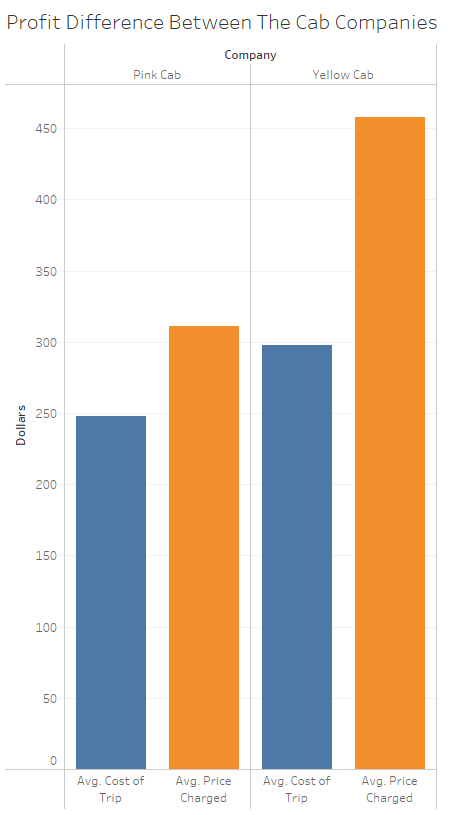 Profit Difference Between The Cab Companies
Company
Pink Cab
Yellow Cab
450
400
350
300
250
200
150
100
50
0
Dollars
Avg. Cost of
Trip
Avg. Price
Charged
Avg. Cost of
Trip
Avg. Price
Charged